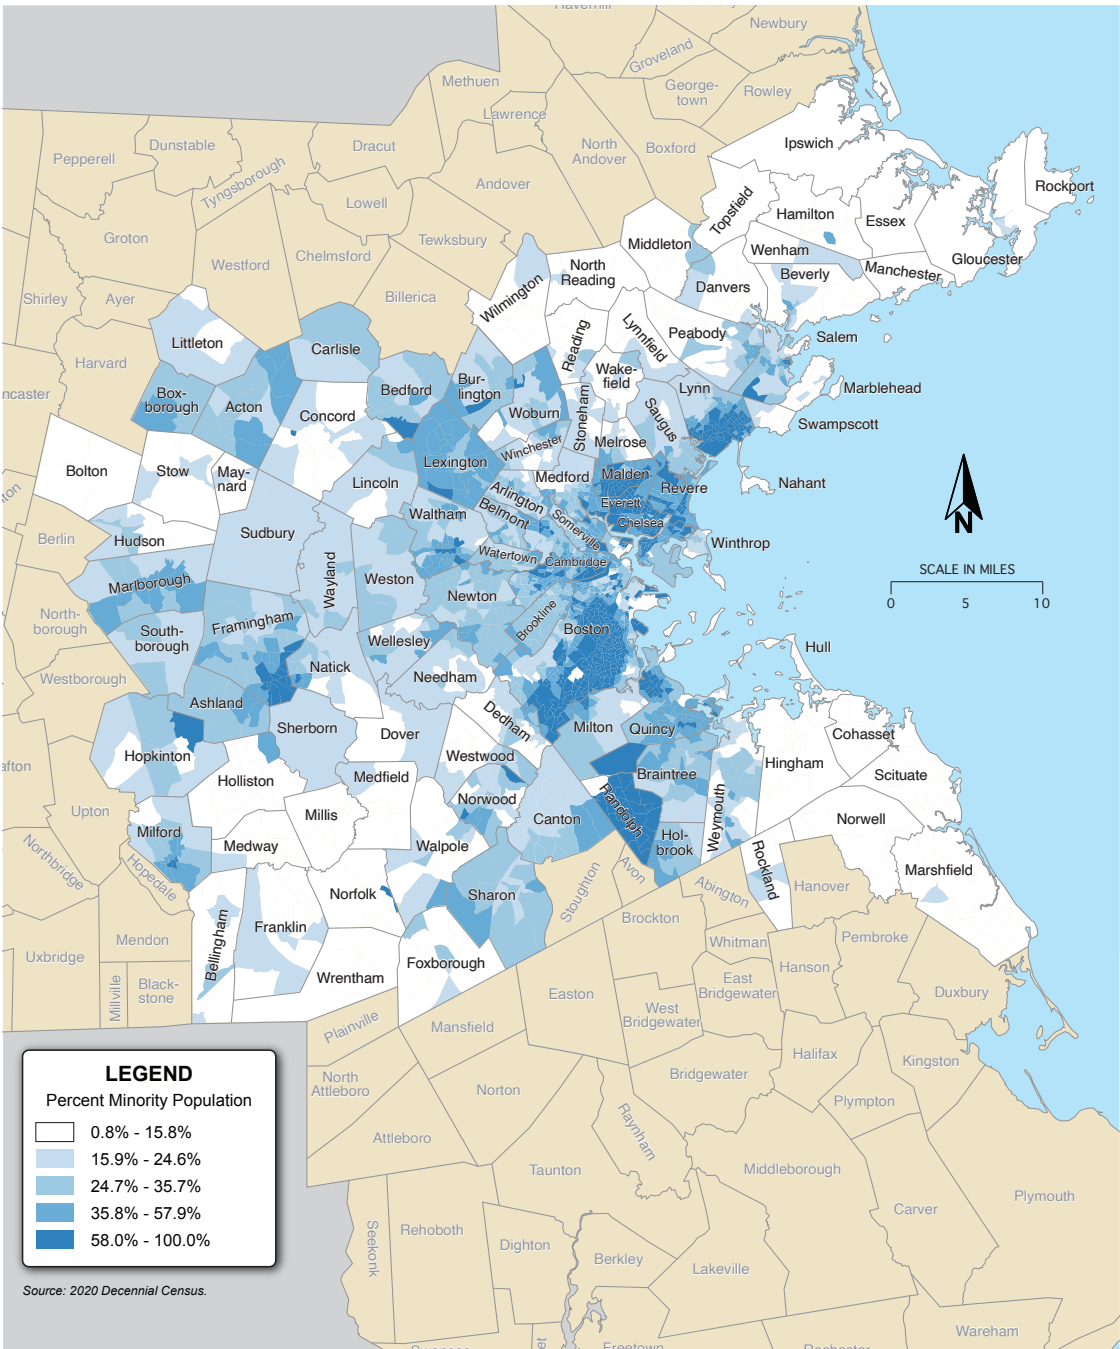 Haverhill
Newbury
Groveland
Methuen
George-
town
Rowley
Lawrence
Ipswich
Dunstable
Dracut
North
Andover
Boxford
Pepperell
Tyngsborough
Andover
Rockport
Lowell
Topsfield
Hamilton
Essex
Groton
Tewksbury
Middleton
Wenham
Gloucester
Westford
Chelmsford
North
Reading
Beverly
Manchester
Shirley
Ayer
Billerica
Wilmington
Danvers
Littleton
Carlisle
Reading
Lynnfield
Peabody
Salem
Harvard
Wake-
field
Lynn
Marblehead
ncaster
Box-
borough
Acton
Bedford
Bur-
lington
Concord
Woburn
Stoneham
Saugus
Swampscott
Winchester
Melrose
Bolton
Stow
May-
nard
Lexington
Medford
Malden
Revere
Nahant
Lincoln
Arlington
Everett
Waltham
Belmont
Somerville
Chelsea
N
Berlin
Hudson
Sudbury
Winthrop
Watertown
Cambridge
SCALE IN MILES
0 5 10
Marlborough
Wayland
Weston
Newton
North-
borough
Framingham
Brookline
Boston
South-
borough
Wellesley
Hull
Westborough
Natick
Needham
Ashland
Sherborn
Dedham
Milton
Quincy
Dover
Cohasset
Hopkinton
Westwood
Hingham
afton
Holliston
Medfield
Braintree
Scituate
Norwood
Randolph
Upton
Millis
Canton
Weymouth
Norwell
Milford
Medway
Walpole
Hol-
brook
Northbridge
Hopedale
Rockland
Marshfield
Norfolk
Sharon
Stoughton
Avon
Abington
Hanover
Bellingham
Franklin
Brockton
Mendon
Whitman
Pembroke
Uxbridge
Wrentham
Foxborough
Hanson
Millville
Black-
stone
Easton
East
Bridgewater
Duxbury
West
Bridgewater
Plainville
Mansfield
Halifax
Kingston
North
Attleboro
Norton
Bridgewater
Plympton
Attleboro
Raynham
Taunton
Middleborough
Plymouth
Carver
Seekonk
Rehoboth
Dighton
Berkley
Lakeville
Wareham
Freetown
Rochester
LEGEND
Percent Minority Population
0.8% - 15.8%
15.9% - 24.6%
24.7% - 35.7%
35.8% - 57.9%
58.0% - 100.0%
Source: 2020 Decennial Census.